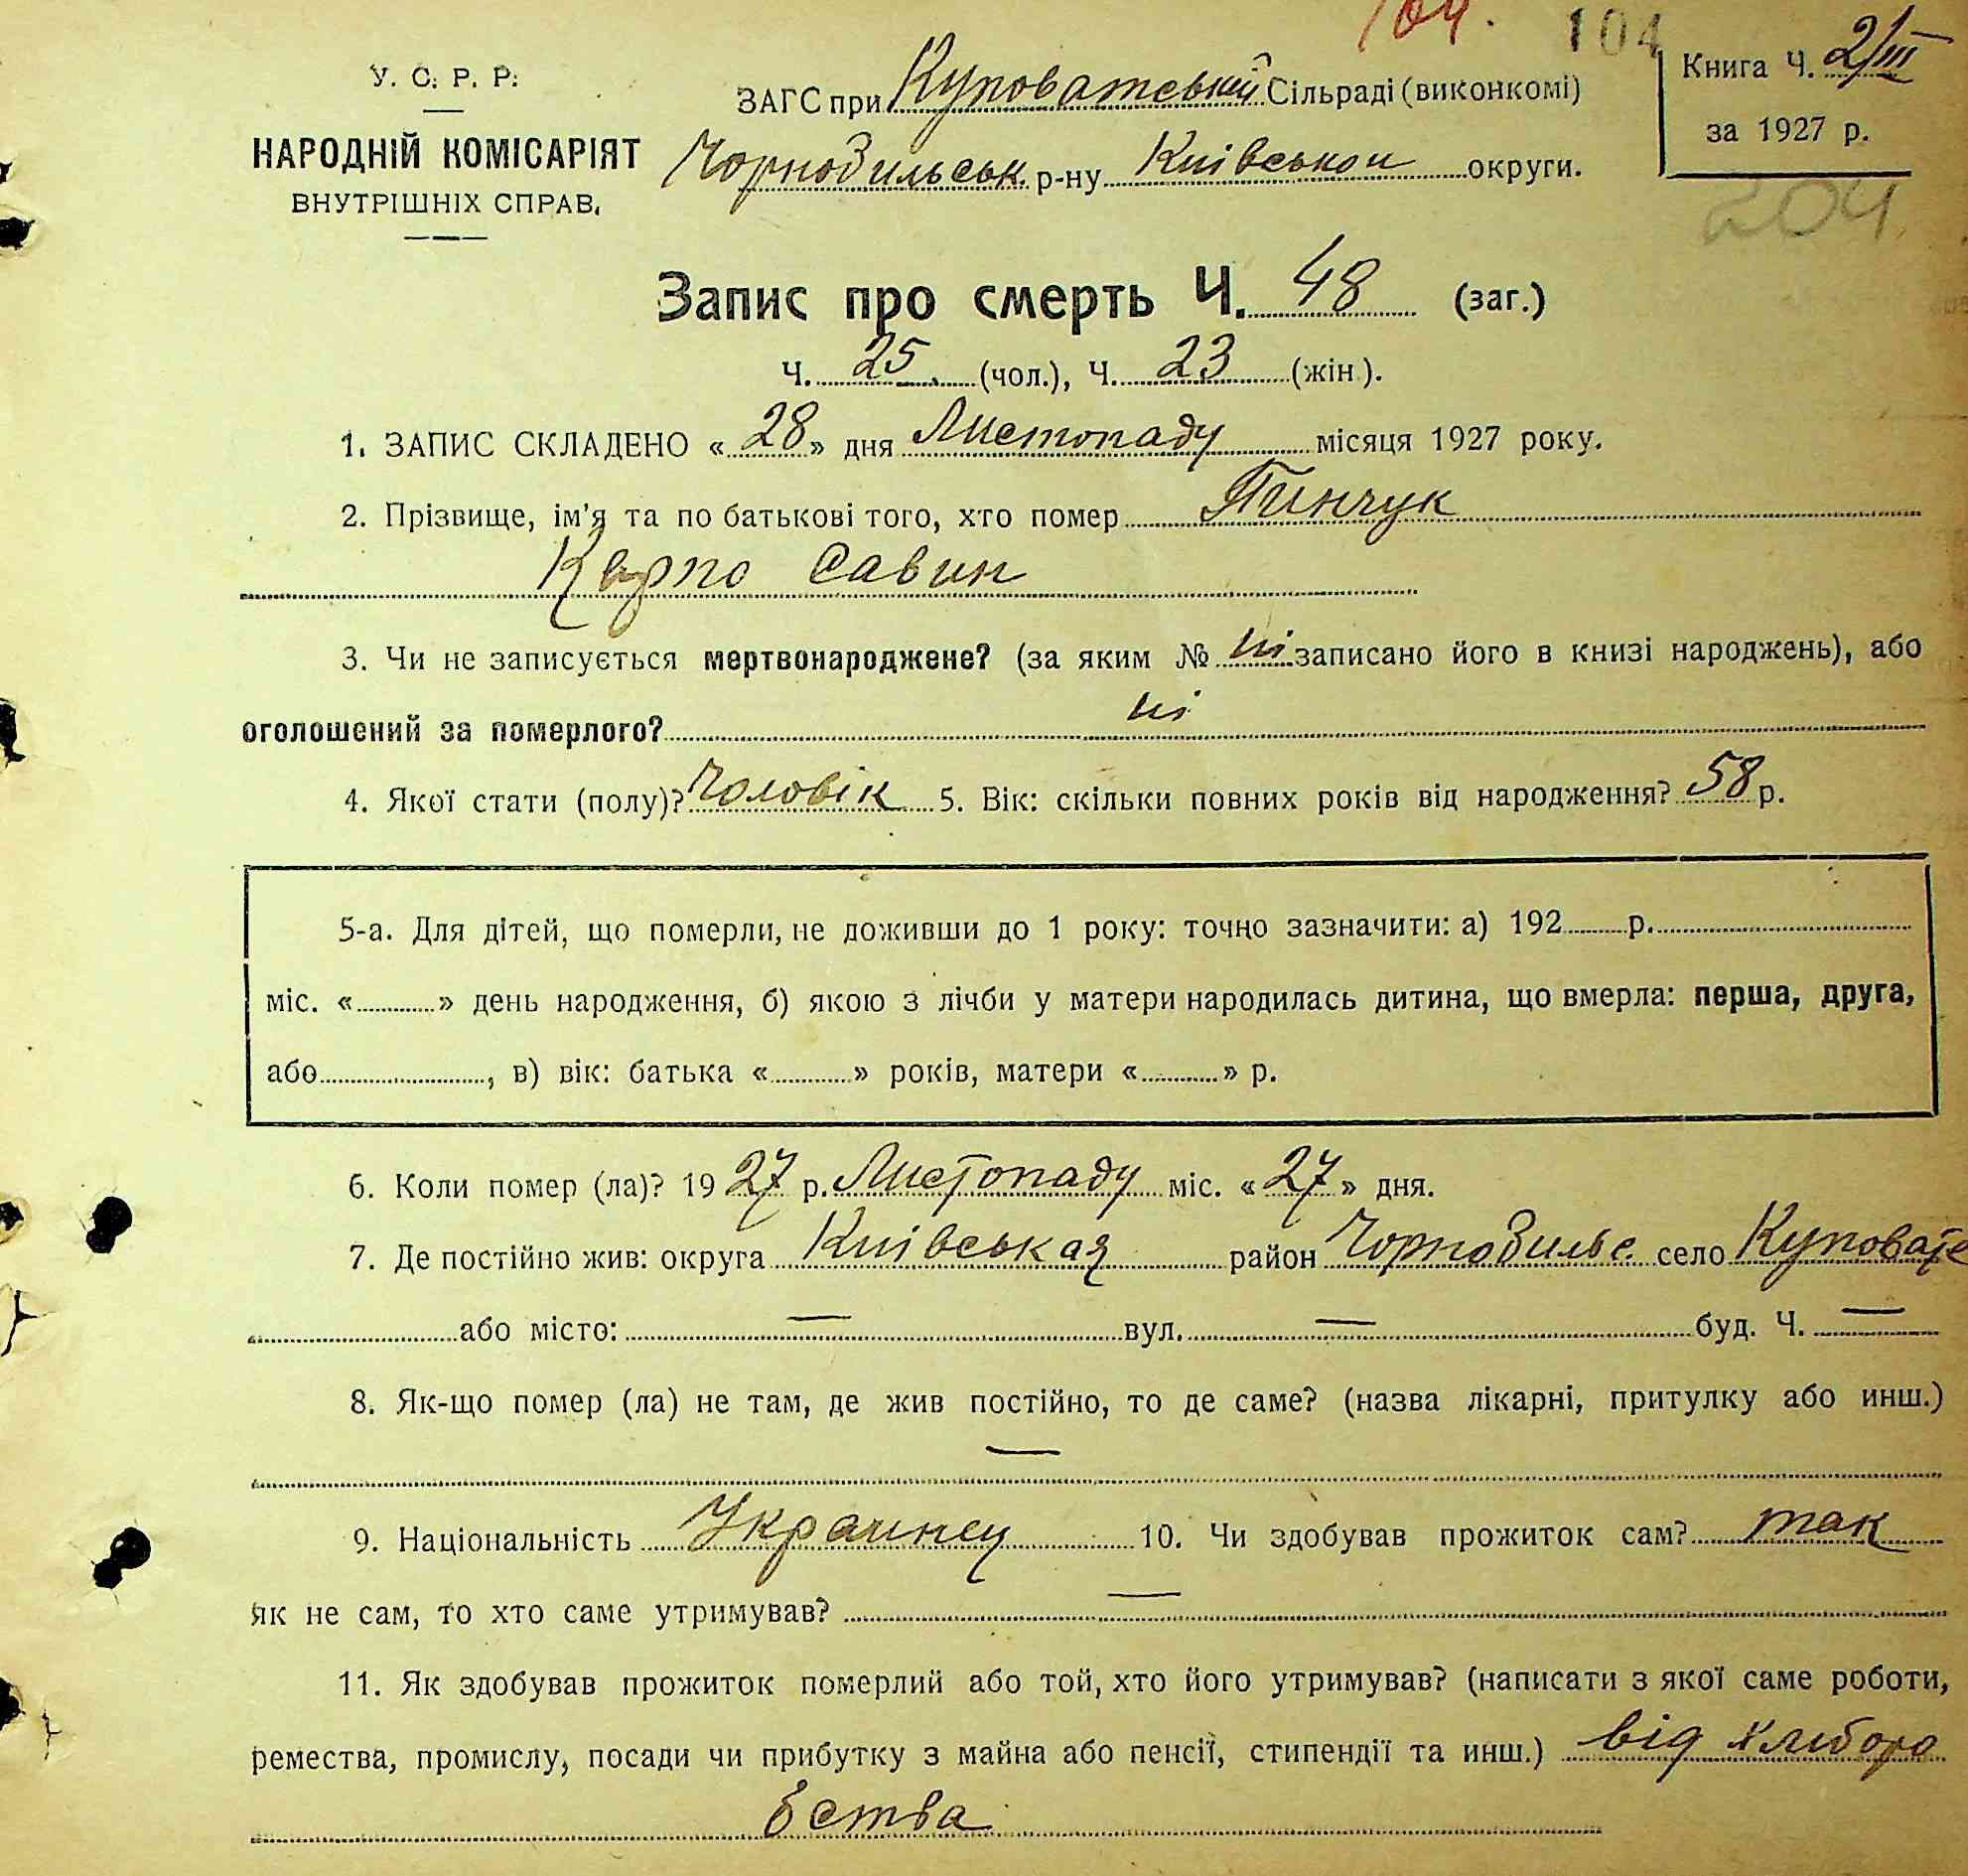 104. 104
У. С. Р. Р.
НАРОДНІЙ КОМІСАРІЯТ
ВНУТРІШНІХ СПРАВ.
ЗАГС при Куповатський Сільраді (виконкомі)
Чорнобильськ р-ну Київськои округи.
Книга Ч. 2/III
за 1927 р.
204.
Запис про смерть Ч. 48 (заг.)
Ч. 25 (чол.), Ч. 23 (жін.).
1. ЗАПИС СКЛАДЕНО « 28 » дня Листопаду місяця 1927 року.
2. Прізвище, ім'я та по батькові того, хто помер Пинчук
Карпо Савин
3. Чи не записується мертвонароджене? (за яким № ні записано його в книзі народжень), або
оголошений за померлого? ні
4. Якої стати (полу)? Чоловік 5. Вік: скільки повних років від народження? 58 р.
5-а. Для дітей, що померли, не доживши до 1 року: точно зазначити: а) 192 р.
міс. « » день народження, б) якою з лічби у матери народилась дитина, що вмерла: перша, друга,
або , в) вік: батька « » років, матери « » р.
6. Коли помер (ла)? 1927 р. Листопаду міс. « 27 » дня.
7. Де постійно жив: округа Київськая район Чорнобильс. село Куповате
або місто: — вул. — буд. Ч. —
8. Як-що помер (ла) не там, де жив постійно, то де саме? (назва лікарні, притулку або инш.)
—
9. Національність Украинец 10. Чи здобував прожиток сам? так
як не сам, то хто саме утримував? —
11. Як здобував прожиток померлий або той, хто його утримував? (написати з якої саме роботи,
ремества, промислу, посади чи прибутку з майна або пенсії, стипендії та инш.) від хлиборо
бства